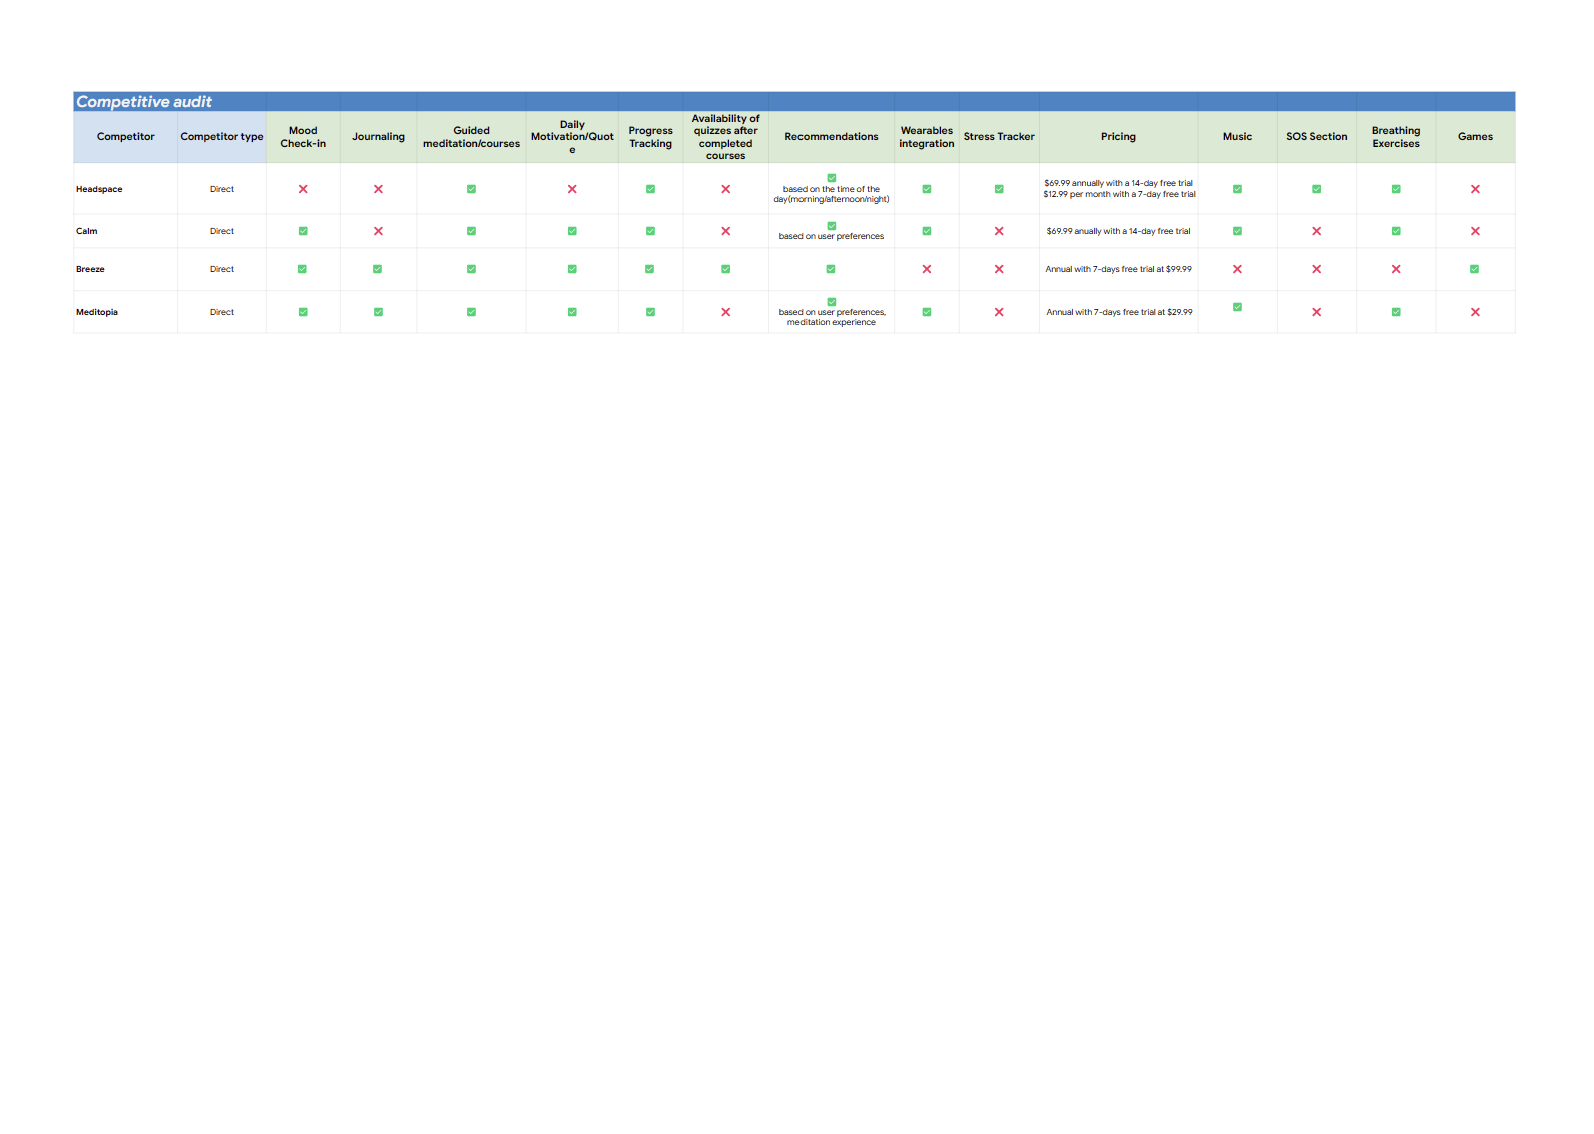 Competitive audit
Competitor
Competitor type
Mood
Check-in
Journaling
Guided
meditation/courses
Daily
Motivation/Quot
e
Progress
Tracking
Availability of
quizzes after
completed
courses
Recommendations
Wearables
integration
Stress Tracker
Pricing
Music
SOS Section
Breathing
Exercises
Games
Headspace
Direct
❌
❌
✅
❌
✅
❌
✅
based on the time of the
day(morning/afternoon/night)
✅
✅
$69.99 annually with a 14-day free trial
$12.99 per month with a 7-day free trial
✅
✅
✅
❌
Calm
Direct
✅
❌
✅
✅
✅
❌
✅
based on user preferences
✅
❌
$69.99 anually with a 14-day free trial
✅
❌
✅
❌
Breeze
Direct
✅
✅
✅
✅
✅
✅
✅
❌
❌
Annual with 7-days free trial at $99.99
❌
❌
❌
✅
Meditopia
Direct
✅
✅
✅
✅
✅
❌
✅
based on user preferences,
meditation experience
✅
❌
Annual with 7-days free trial at $29.99
✅
❌
✅
❌